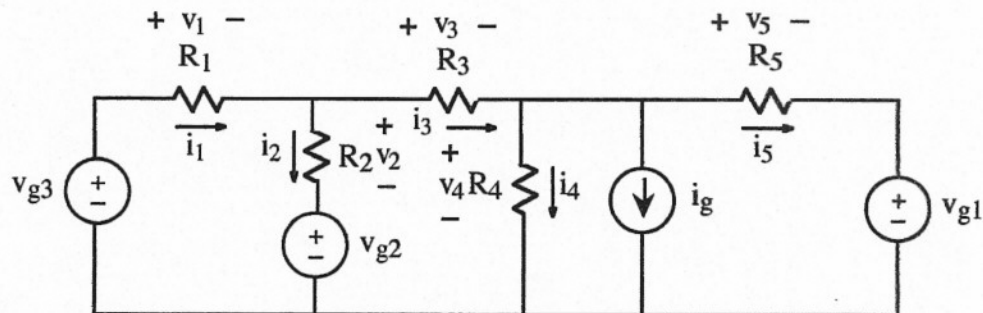 + v1 − + v3 − + v5 −
R1 R3 R5
i1 i2 R2 + v2 − i3 + v4 − R4 i4 ig i5
vg3 + − + − vg2 + − vg1